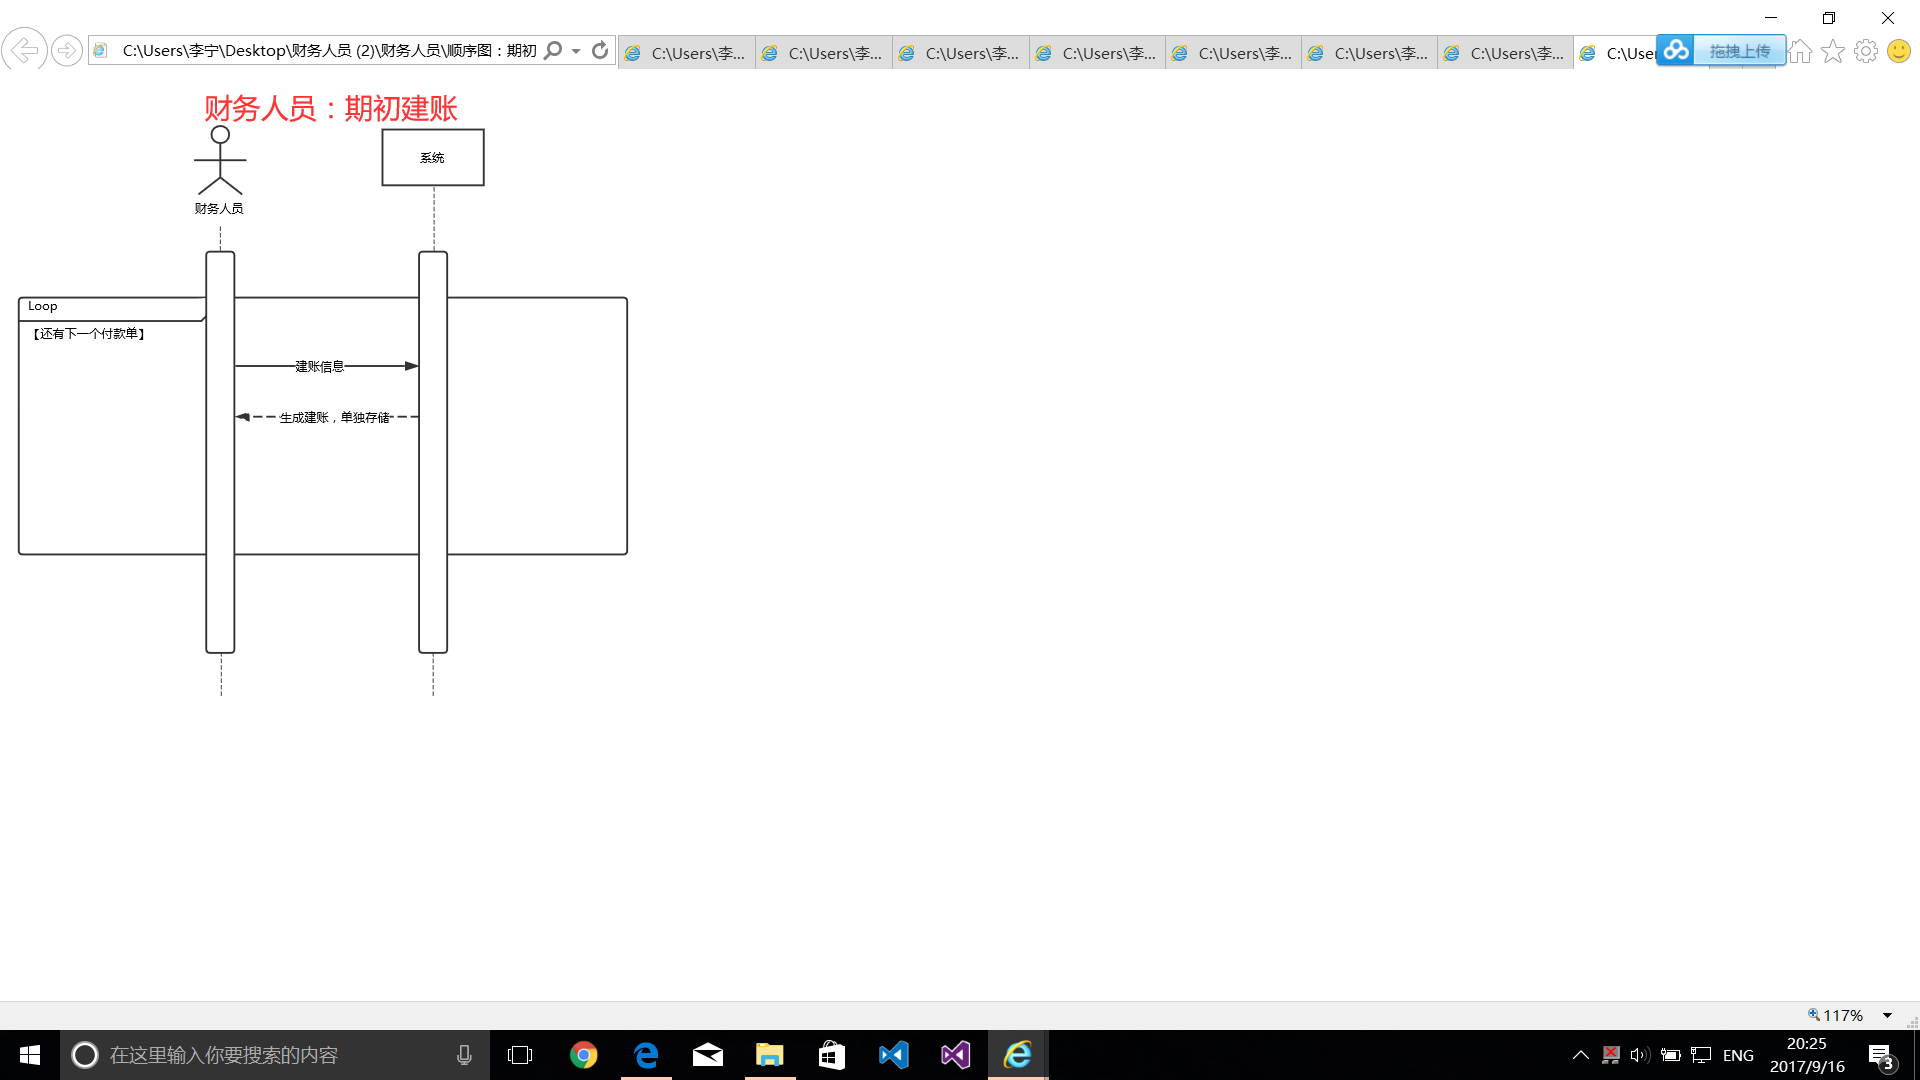 C:\Users\李宁\Desktop\财务人员 (2)\财务人员\顺序图：期初
C:\Users\李...
C:\Users\李...
C:\Users\李...
C:\Users\李...
C:\Users\李...
C:\Users\李...
C:\Users\李...
C:\User
拖拽上传
财务人员：期初建账
系统
财务人员
Loop
【还有下一个付款单】
建账信息
生成建账，单独存储
117%
在这里输入你要搜索的内容
ENG
20:25
2017/9/16
3